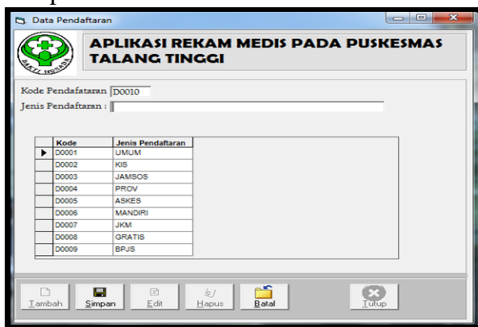 Data Pendaftaran
APLIKASI REKAM MEDIS PADA PUSKESMAS
TALANG TINGGI
Kode Pendafataran D0010
Jenis Pendaftaran :
Kode Jenis Pendaftaran
D0001 UMUM
D0002 KIS
D0003 JAMSOS
D0004 PROV
D0005 ASKES
D0006 MANDIRI
D0007 JKM
D0008 GRATIS
D0009 BPJS
Tambah Simpan Edit Hapus Batal Tutup